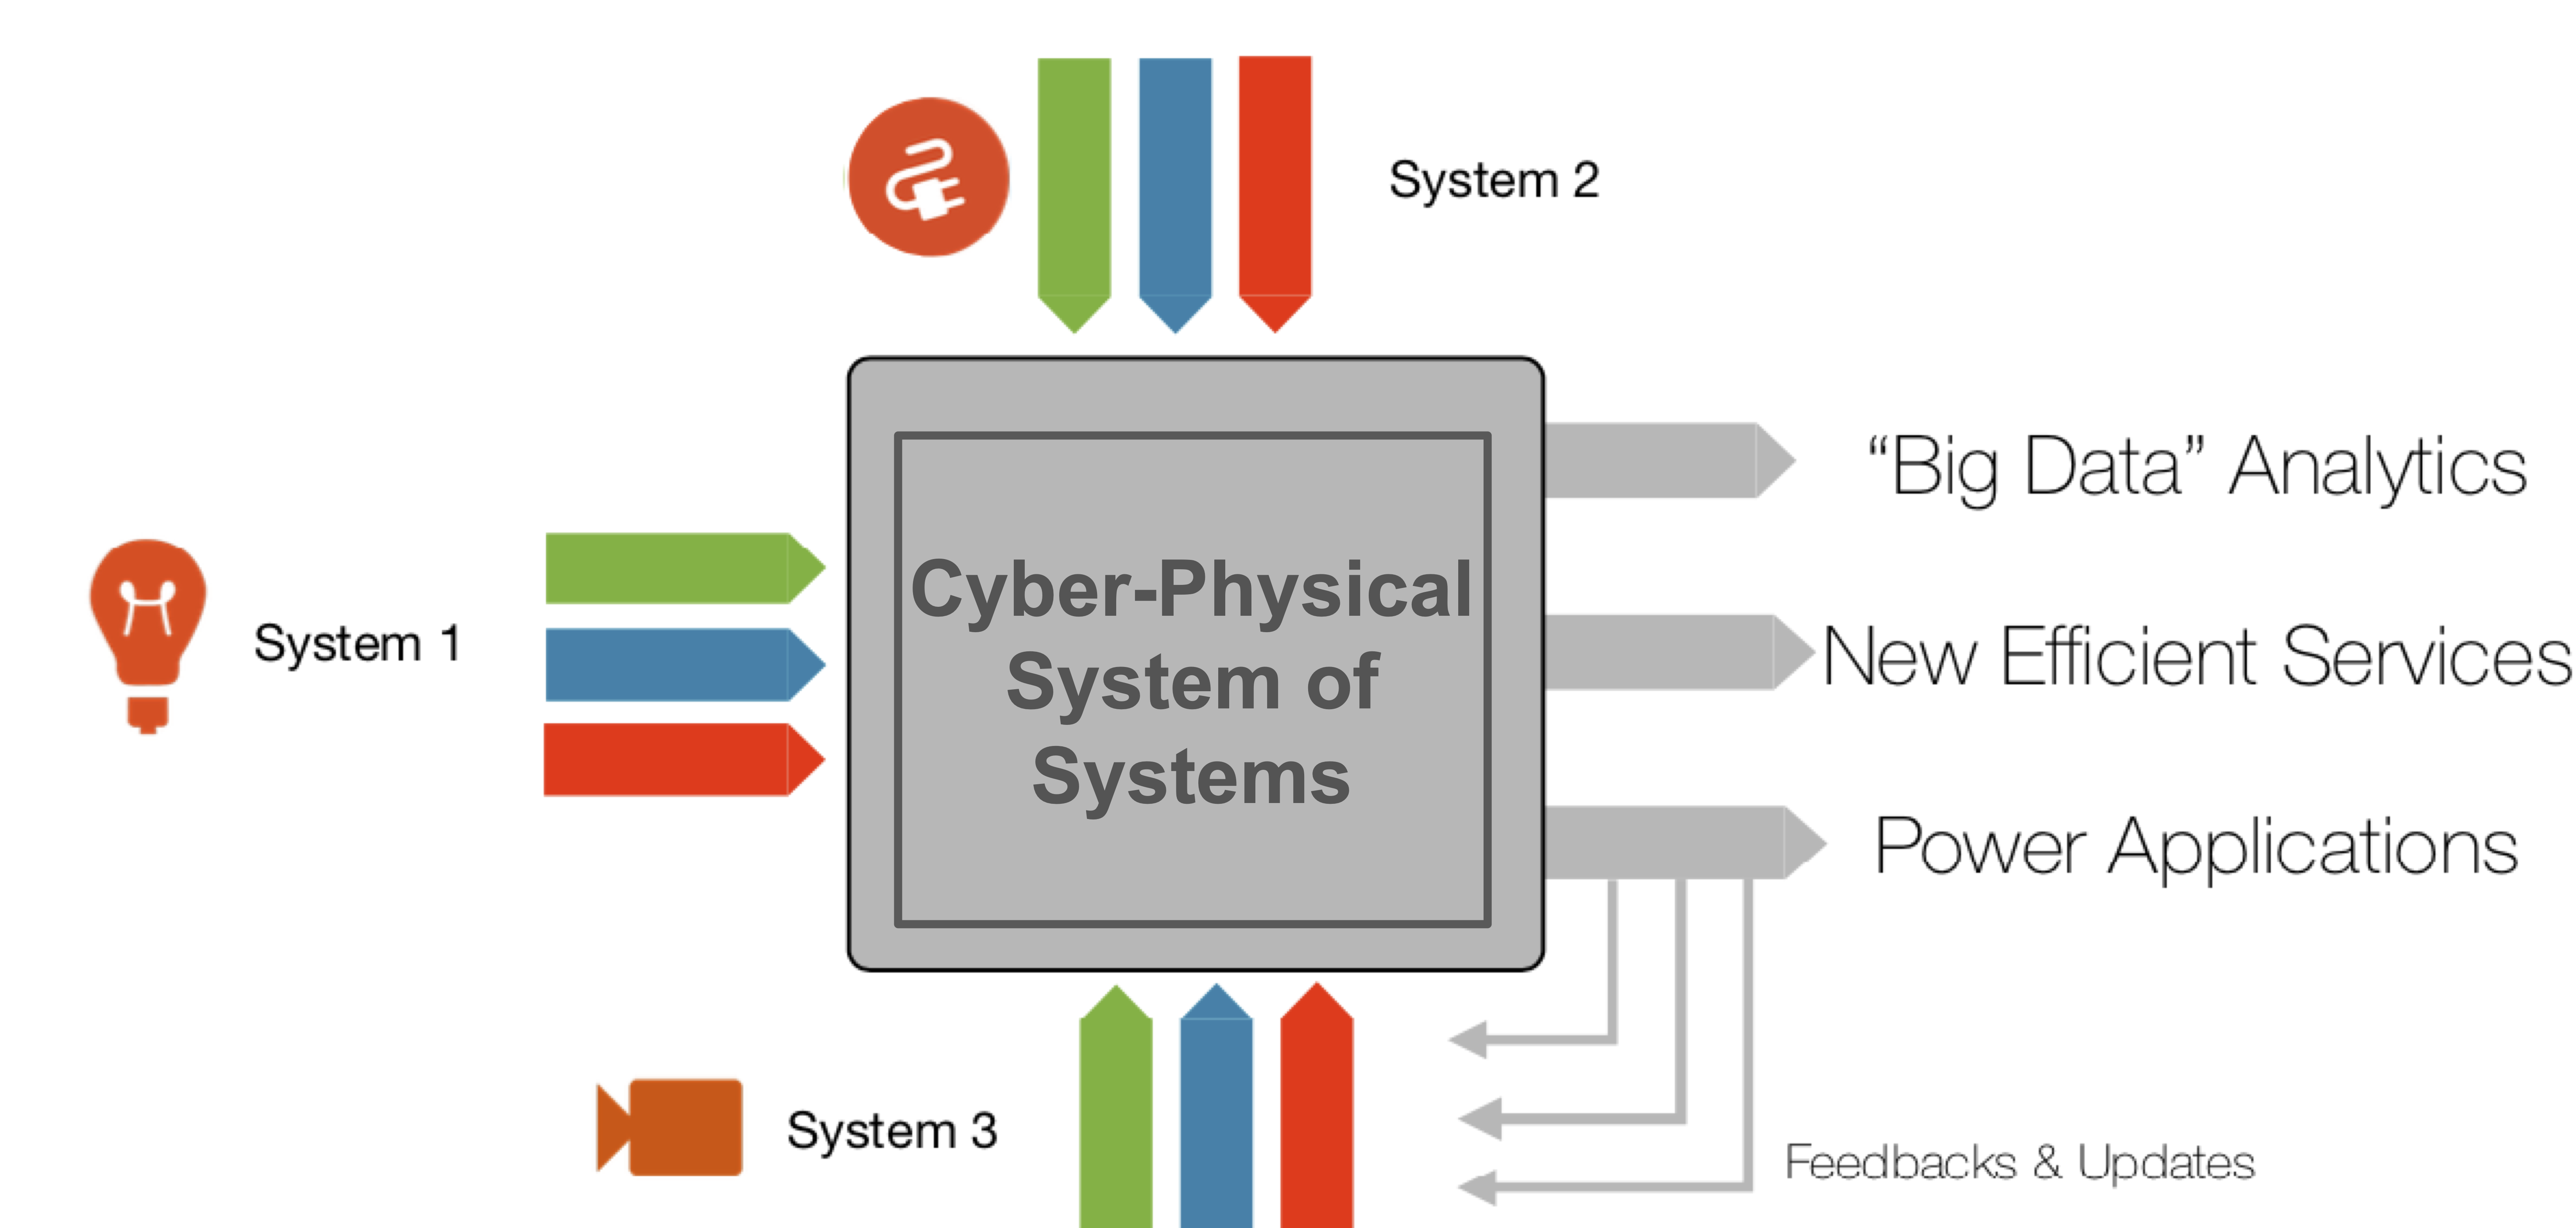 System 2
“Big Data” Analytics
Cyber-Physical
System of
Systems
System 1
New Efficient Services
Power Applications
System 3
Feedbacks & Updates